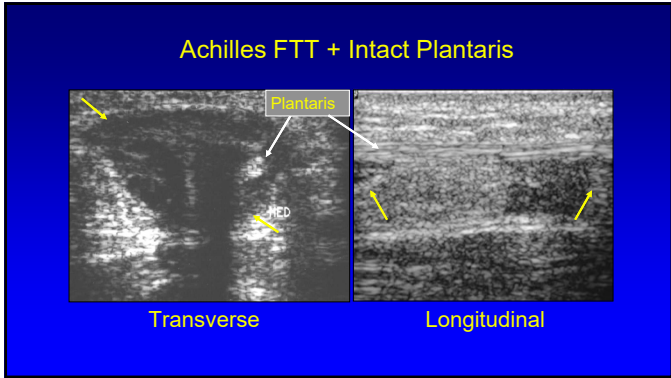 Achilles FTT + Intact Plantaris
Plantaris
MED
Transverse
Longitudinal